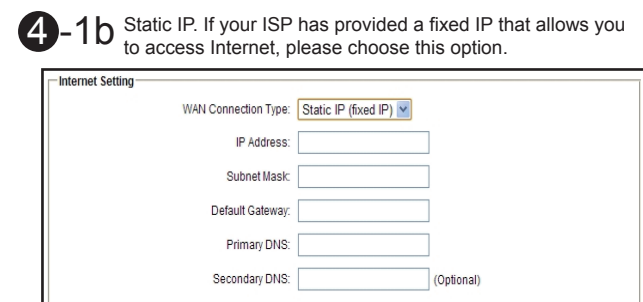 4-1b Static IP. If your ISP has provided a fixed IP that allows you
to access Internet, please choose this option.
Internet Setting
WAN Connection Type: Static IP (fixed IP)
IP Address:
Subnet Mask:
Default Gateway:
Primary DNS:
Secondary DNS: (Optional)